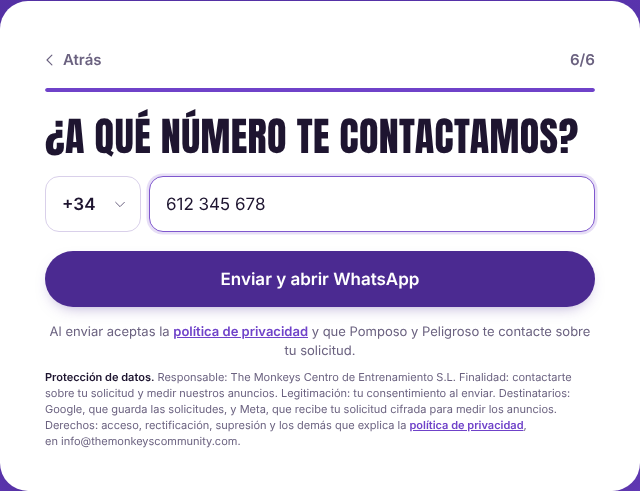 Atrás
6/6
¿A QUÉ NÚMERO TE CONTACTAMOS?
+34
612 345 678
Enviar y abrir WhatsApp
Al enviar aceptas la política de privacidad y que Pomposo y Peligroso te contacte sobre
tu solicitud.
Protección de datos. Responsable: The Monkeys Centro de Entrenamiento S.L. Finalidad: contactarte
sobre tu solicitud y medir nuestros anuncios. Legitimación: tu consentimiento al enviar. Destinatarios:
Google, que guarda las solicitudes, y Meta, que recibe tu solicitud cifrada para medir los anuncios.
Derechos: acceso, rectificación, supresión y los demás que explica la política de privacidad,
en info@themonkeyscommunity.com.